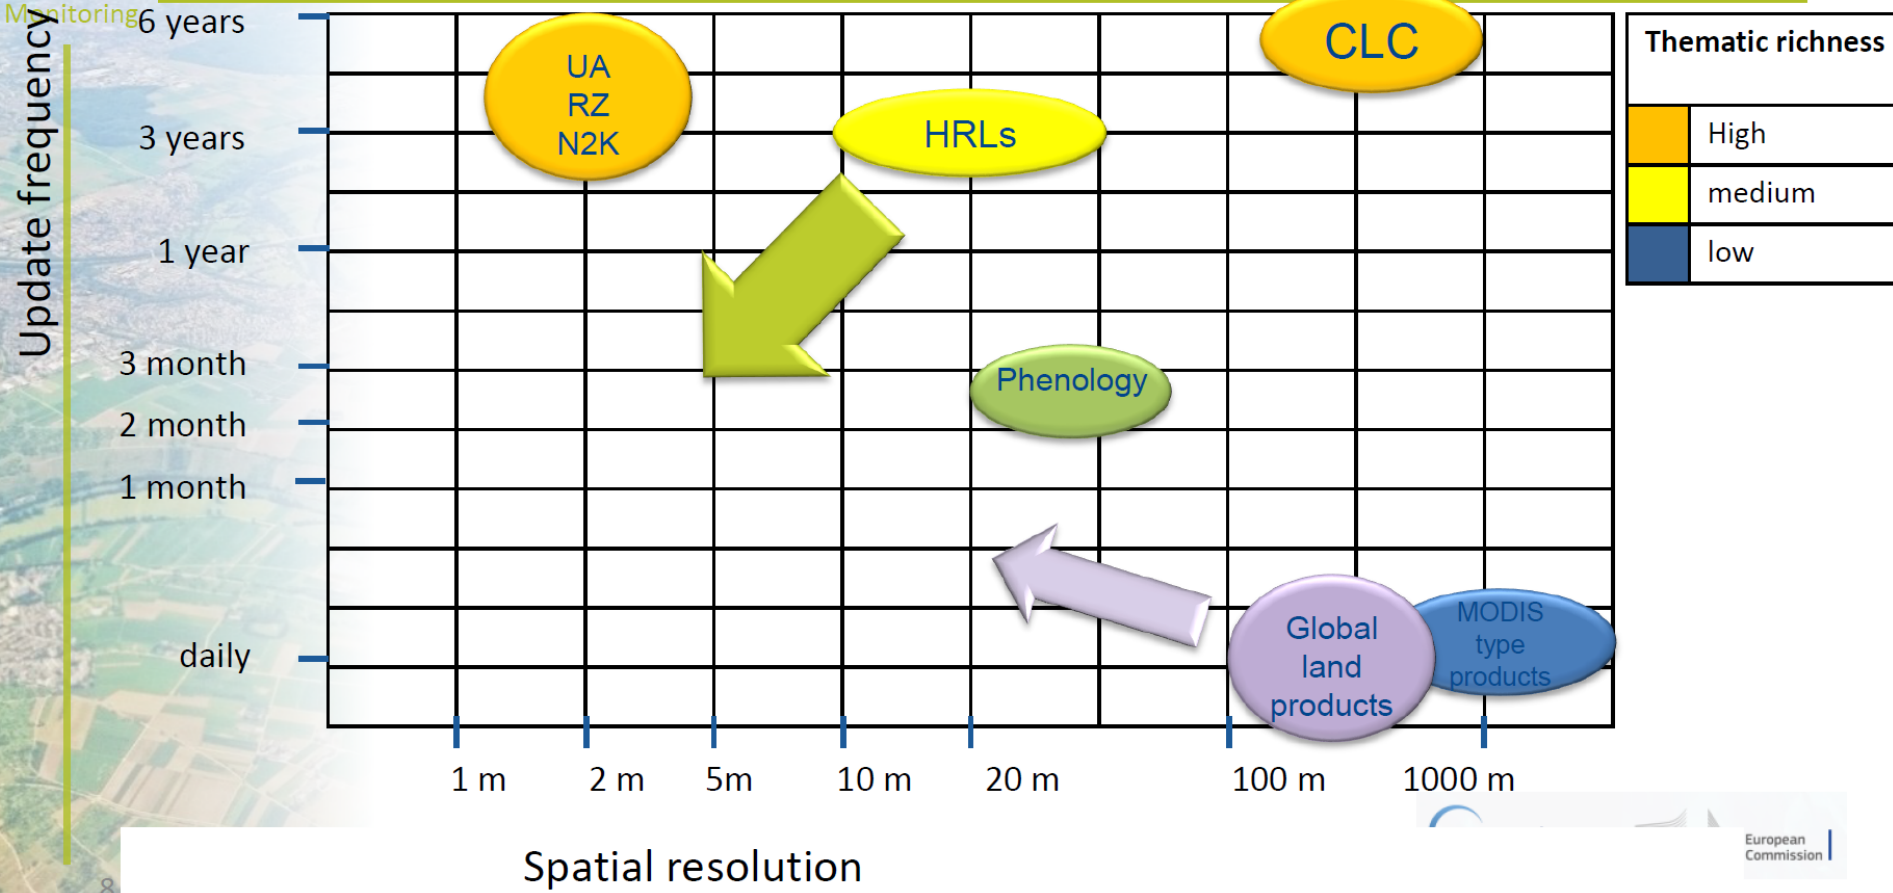 Monitoring
Update frequency
6 years
3 years
1 year
3 month
2 month
1 month
daily
UA
RZ
N2K
HRLs
CLC
Phenology
Global
land
products
MODIS
type
products
Thematic richness
High
medium
low
1 m
2 m
5m
10 m
20 m
100 m
1000 m
Spatial resolution
European
Commission
8